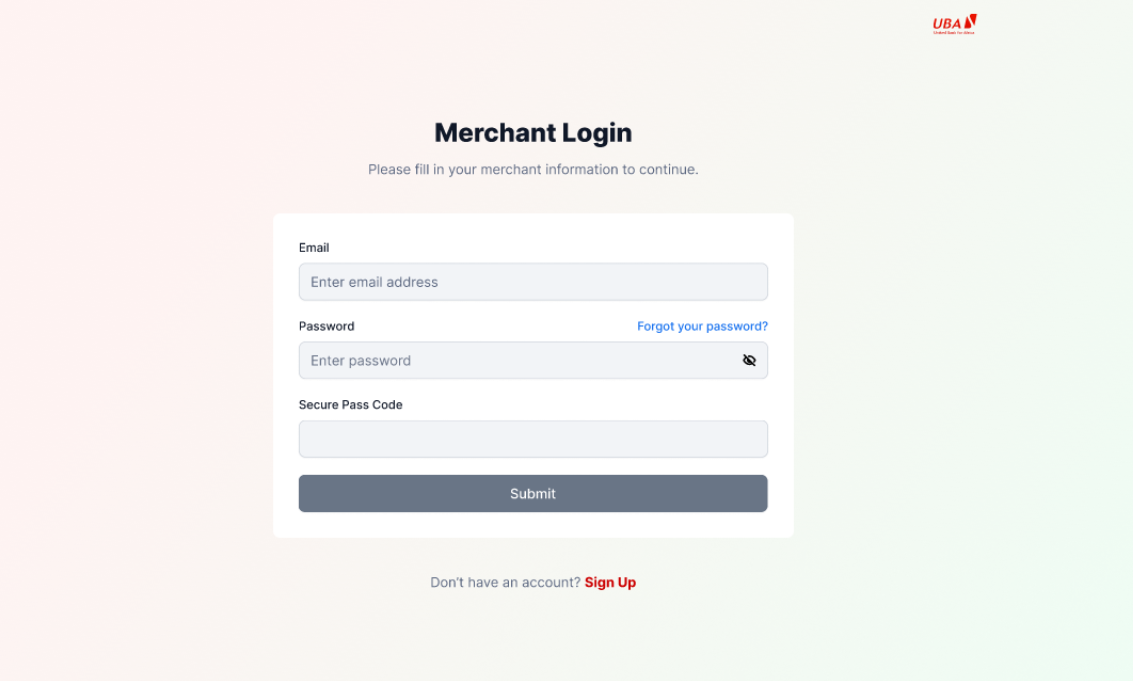 UBA
United Bank for Africa
Merchant Login
Please fill in your merchant information to continue.
Email
Enter email address
Password
Forgot your password?
Enter password
Secure Pass Code
Submit
Don't have an account? Sign Up